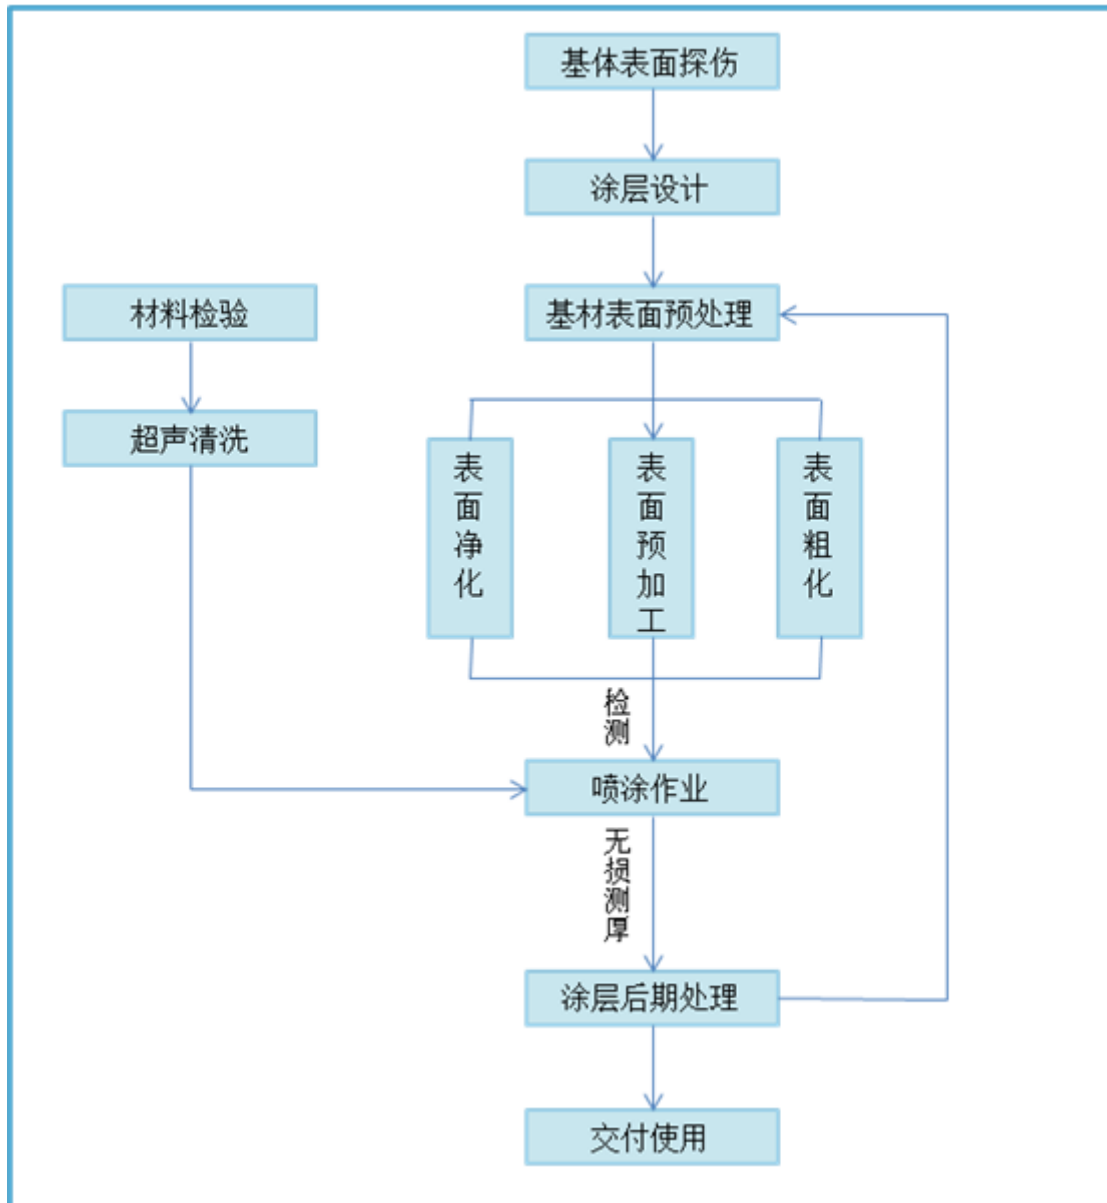 基体表面探伤
涂层设计
材料检验
基材表面预处理
超声清洗
表面净化
表面预加工
表面粗化
检测
喷涂作业
无损测厚
涂层后期处理
交付使用